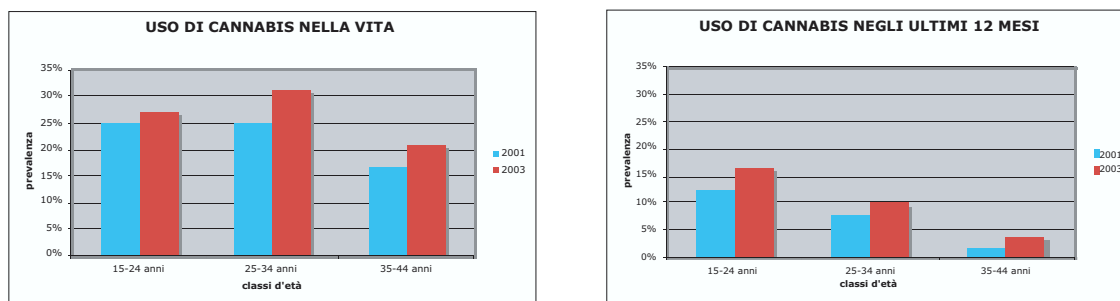 USO DI CANNABIS NELLA VITA
35%
30%
25%
20%
15%
10%
5%
0%
prevalenza
15-24 anni 25-34 anni 35-44 anni
classi d'età
2001
2003
USO DI CANNABIS NEGLI ULTIMI 12 MESI
35%
30%
25%
20%
15%
10%
5%
0%
prevalenza
15-24 anni 25-34 anni 35-44 anni
classi d'età
2001
2003